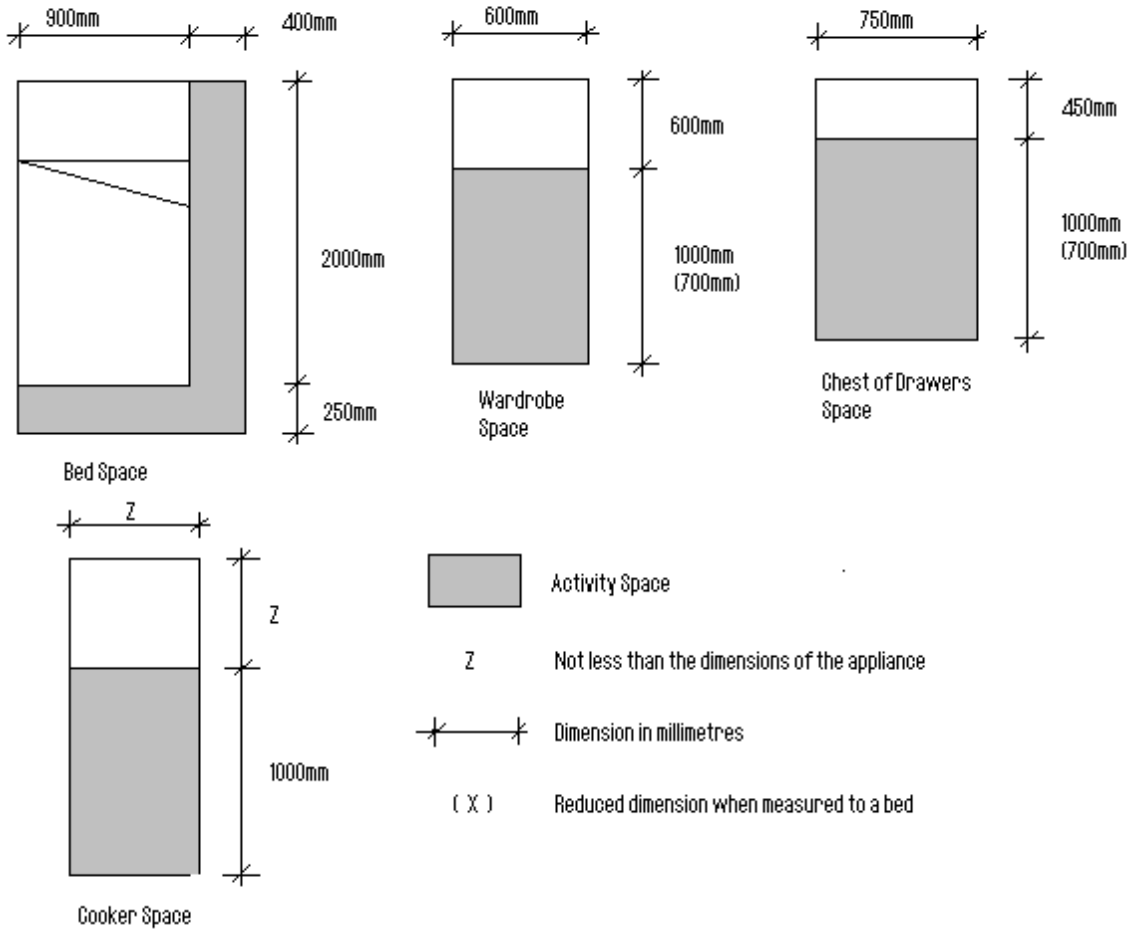 900mm
400mm
600mm
750mm
600mm
450mm
2000mm
1000mm
(700mm)
1000mm
(700mm)
250mm
Wardrobe
Space
Chest of Drawers
Space
Bed Space
Z
Z
Activity Space
Z Not less than the dimensions of the appliance
Dimension in millimetres
1000mm
( X ) Reduced dimension when measured to a bed
Cooker Space